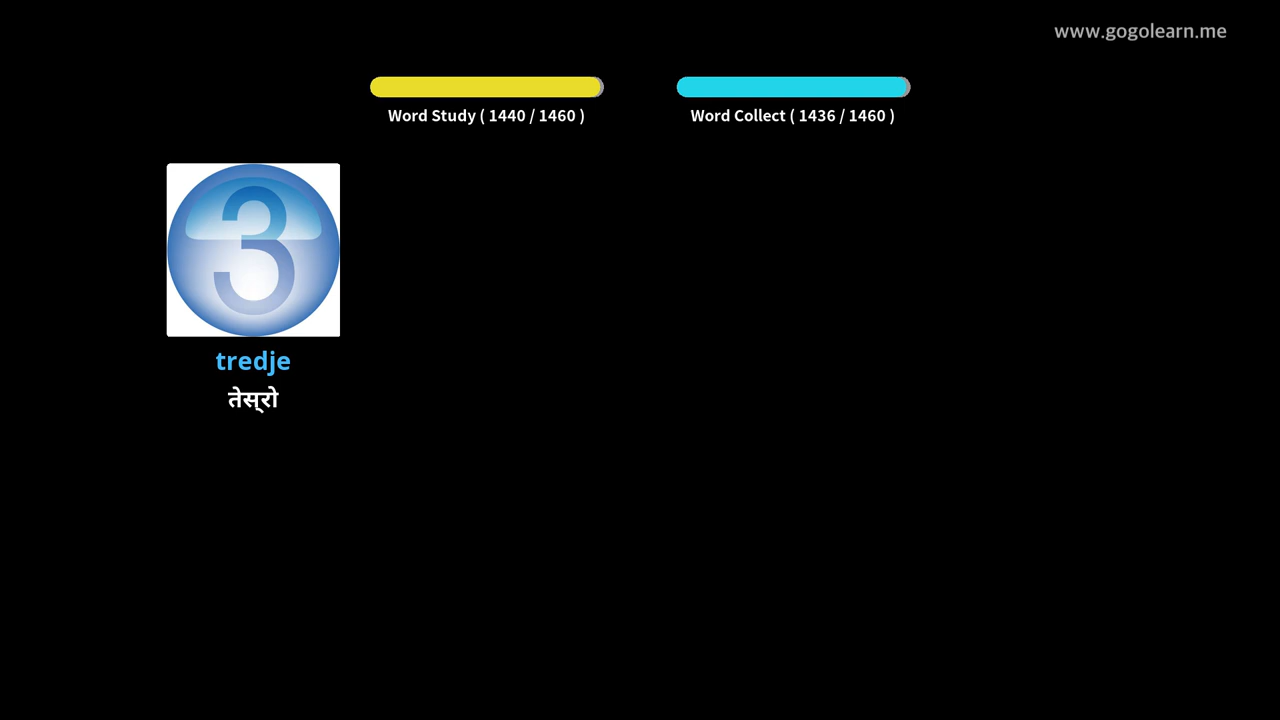 www.gogolearn.me
Word Study ( 1440 / 1460 )
Word Collect ( 1436 / 1460 )
3
tredje
तेस्रो